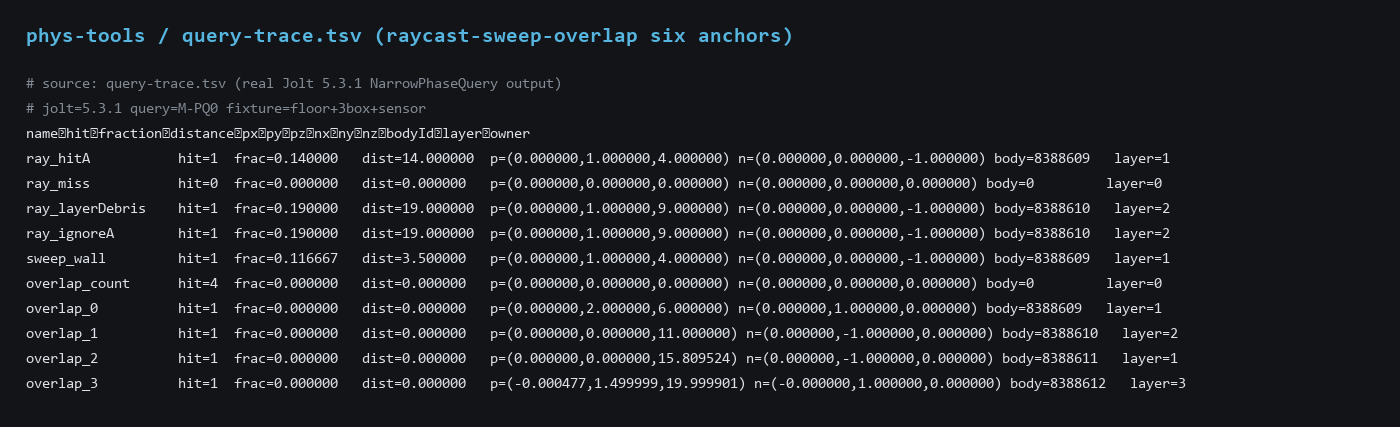 phys-tools / query-trace.tsv (raycast-sweep-overlap six anchors)
# source: query-trace.tsv (real Jolt 5.3.1 NarrowPhaseQuery output)
# jolt=5.3.1 query=M-PQ0 fixture=floor+3box+sensor
name hit fraction distance px py pz nx ny nz bodyId layer owner
ray_hitA hit=1 frac=0.140000 dist=14.000000 p=(0.000000,1.000000,4.000000) n=(0.000000,0.000000,-1.000000) body=8388609 layer=1
ray_miss hit=0 frac=0.000000 dist=0.000000 p=(0.000000,0.000000,0.000000) n=(0.000000,0.000000,0.000000) body=0 layer=0
ray_layerDebris hit=1 frac=0.190000 dist=19.000000 p=(0.000000,1.000000,9.000000) n=(0.000000,0.000000,-1.000000) body=8388610 layer=2
ray_ignoreA hit=1 frac=0.190000 dist=19.000000 p=(0.000000,1.000000,9.000000) n=(0.000000,0.000000,-1.000000) body=8388610 layer=2
sweep_wall hit=1 frac=0.116667 dist=3.500000 p=(0.000000,1.000000,4.000000) n=(0.000000,0.000000,-1.000000) body=8388609 layer=1
overlap_count hit=4 frac=0.000000 dist=0.000000 p=(0.000000,0.000000,0.000000) n=(0.000000,0.000000,0.000000) body=0 layer=0
overlap_0 hit=1 frac=0.000000 dist=0.000000 p=(0.000000,2.000000,6.000000) n=(0.000000,1.000000,0.000000) body=8388609 layer=1
overlap_1 hit=1 frac=0.000000 dist=0.000000 p=(0.000000,0.000000,11.000000) n=(0.000000,-1.000000,0.000000) body=8388610 layer=2
overlap_2 hit=1 frac=0.000000 dist=0.000000 p=(0.000000,0.000000,15.809524) n=(0.000000,-1.000000,0.000000) body=8388611 layer=1
overlap_3 hit=1 frac=0.000000 dist=0.000000 p=(-0.000477,1.499999,19.999901) n=(-0.000000,1.000000,0.000000) body=8388612 layer=3